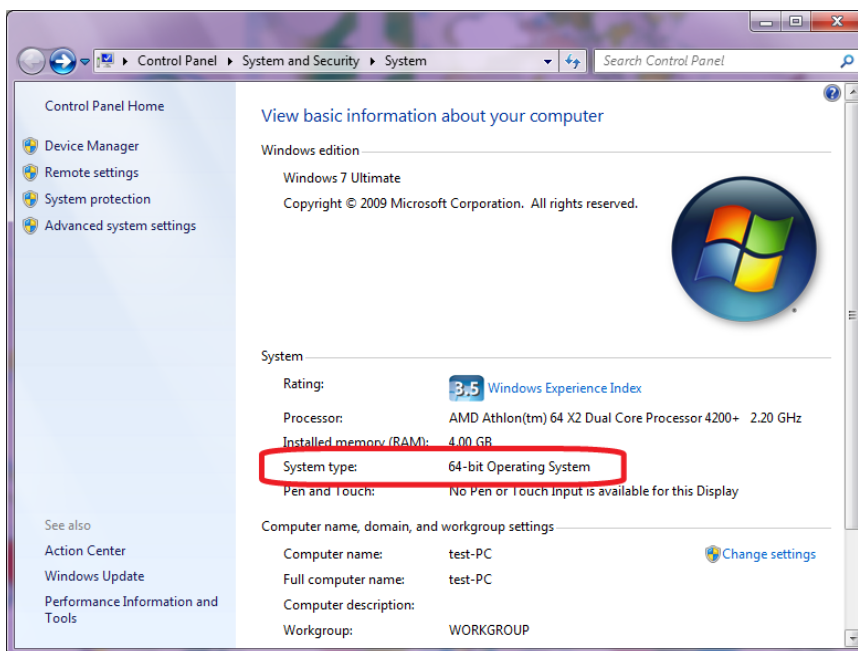 Control Panel System and Security System Search Control Panel
Control Panel Home
Device Manager
Remote settings
System protection
Advanced system settings
See also
Action Center
Windows Update
Performance Information and
Tools
View basic information about your computer
Windows edition
Windows 7 Ultimate
Copyright © 2009 Microsoft Corporation. All rights reserved.
System
Rating: 3,5 Windows Experience Index
Processor: AMD Athlon(tm) 64 X2 Dual Core Processor 4200+ 2.20 GHz
Installed memory (RAM): 4.00 GB
System type: 64-bit Operating System
Pen and Touch: No Pen or Touch Input is available for this Display
Computer name, domain, and workgroup settings
Computer name: test-PC
Change settings
Full computer name: test-PC
Computer description:
Workgroup: WORKGROUP